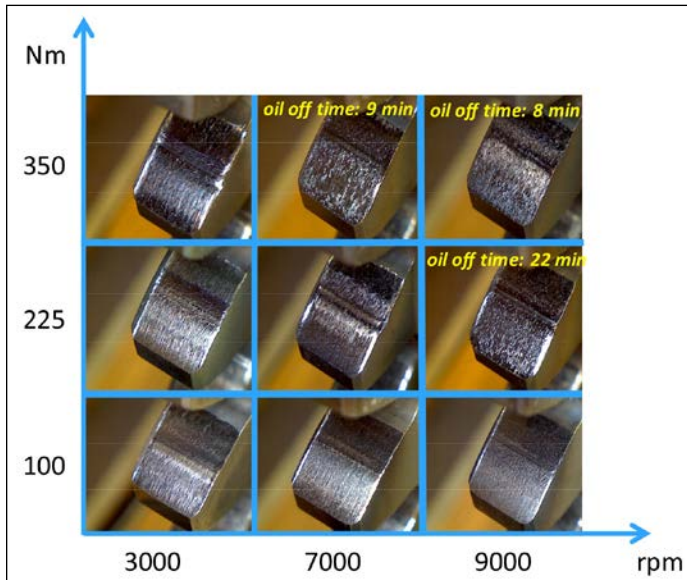 Nm
oil off time: 9 min
oil off time: 8 min
350
oil off time: 22 min
225
100
3000
7000
9000
rpm